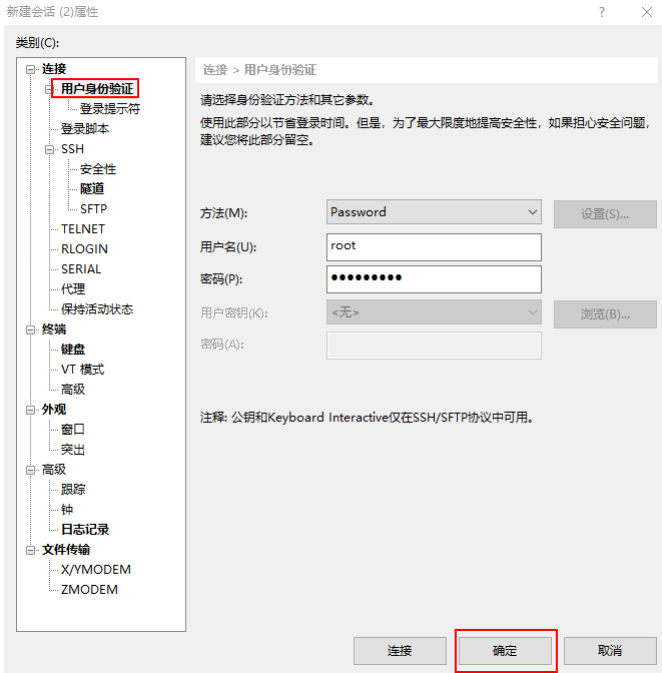 新建会话 (2)属性
? ×
类别(C):
连接
用户身份验证
登录提示符
登录脚本
SSH
安全性
隧道
SFTP
TELNET
RLOGIN
SERIAL
代理
保持活动状态
终端
键盘
VT 模式
高级
外观
窗口
突出
高级
跟踪
钟
日志记录
文件传输
X/YMODEM
ZMODEM
连接 > 用户身份验证
请选择身份验证方法和其它参数。
使用此部分以节省登录时间。但是，为了最大限度地提高安全性，如果担心安全问题，
建议您将此部分留空。
方法(M): Password 设置(S)...
用户名(U): root
密码(P): ●●●●●●●●●
用户密钥(K): <无> 浏览(B)...
密码(A):
注释: 公钥和Keyboard Interactive仅在SSH/SFTP协议中可用。
连接 确定 取消